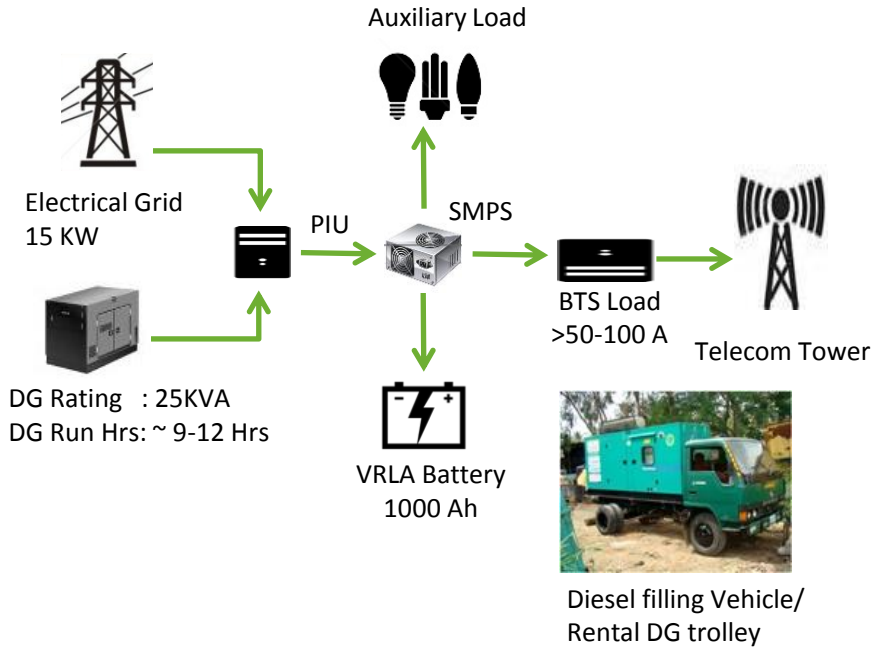 Auxiliary Load
Electrical Grid
15 KW
PIU
SMPS
BTS Load
>50-100 A
Telecom Tower
DG Rating : 25KVA
DG Run Hrs: ~ 9-12 Hrs
VRLA Battery
1000 Ah
Diesel filling Vehicle/
Rental DG trolley